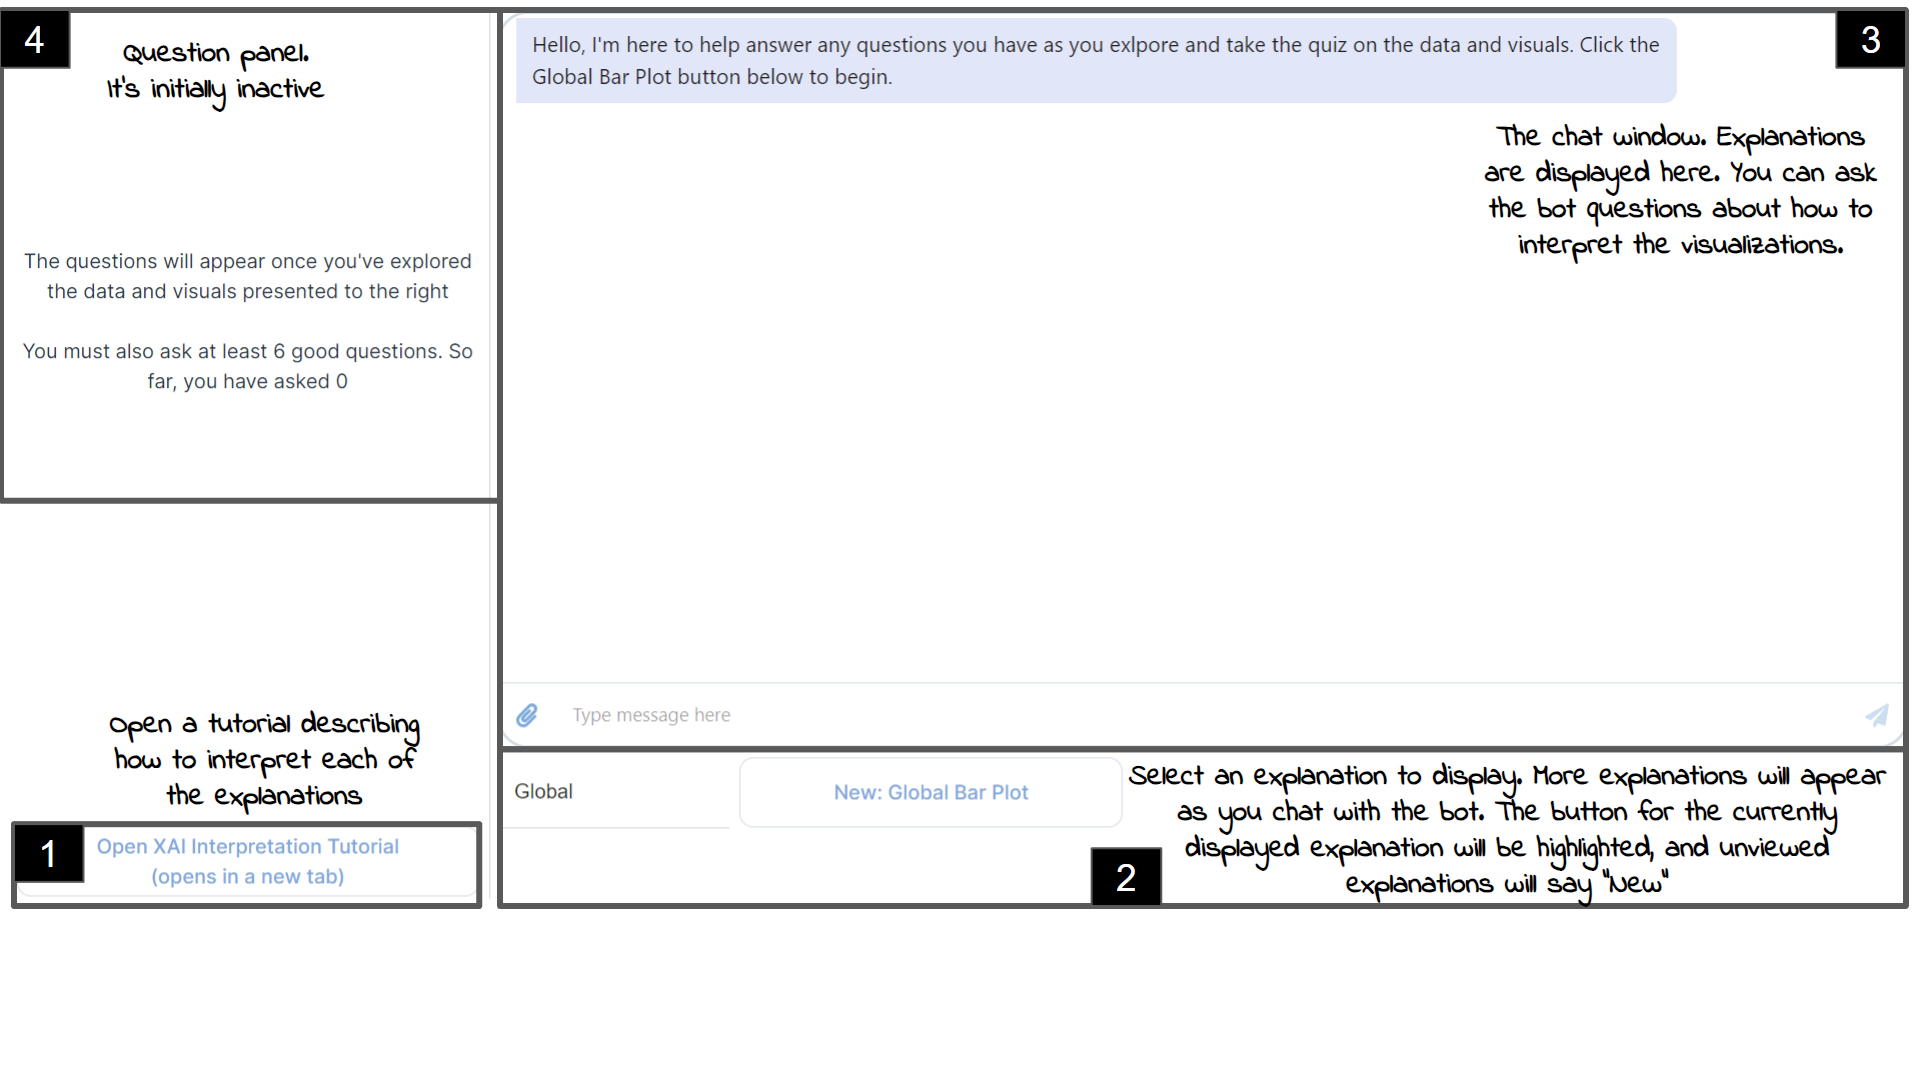 4
Question panel.
It's initially inactive
The questions will appear once you've explored
the data and visuals presented to the right
You must also ask at least 6 good questions. So
far, you have asked 0
Open a tutorial describing
how to interpret each of
the explanations
1
Open XAI Interpretation Tutorial
(opens in a new tab)
3
Hello, I'm here to help answer any questions you have as you exlpore and take the quiz on the data and visuals. Click the
Global Bar Plot button below to begin.
The chat window. Explanations
are displayed here. You can ask
the bot questions about how to
interpret the visualizations.
Type message here
Global
New: Global Bar Plot
2
Select an explanation to display. More explanations will appear
as you chat with the bot. The button for the currently
displayed explanation will be highlighted, and unviewed
explanations will say "New"